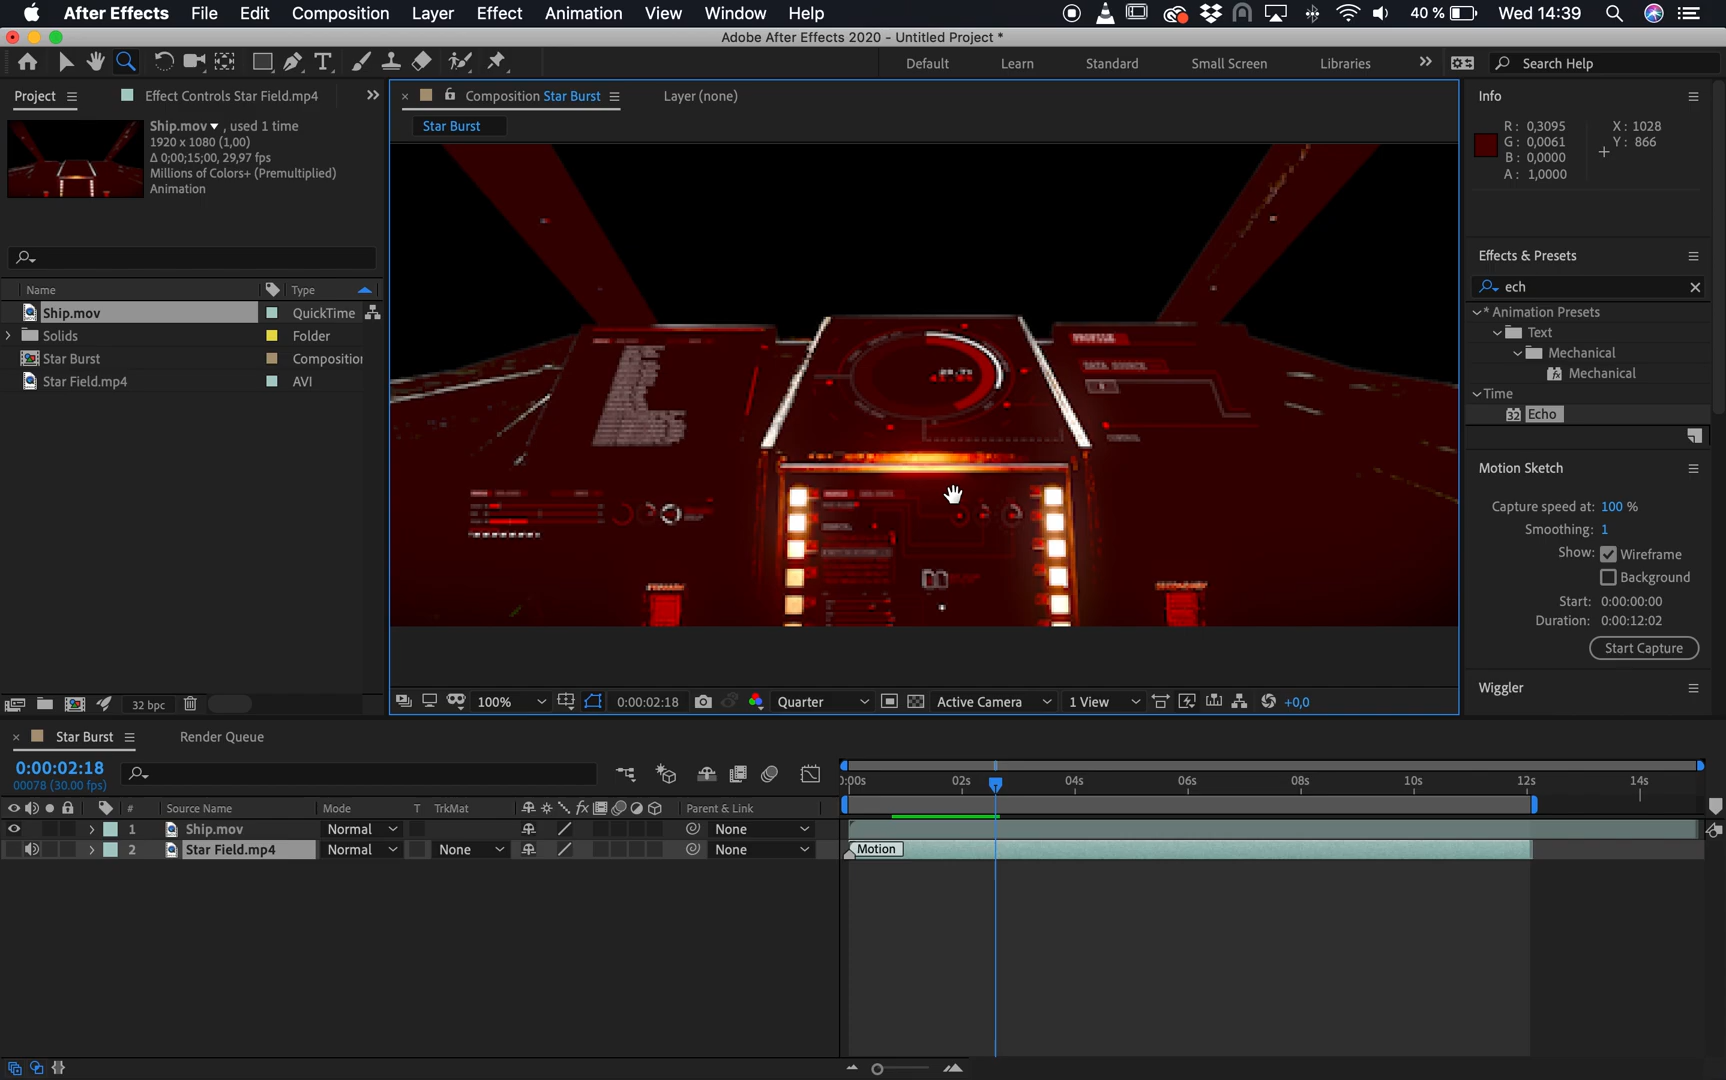 After Effects File Edit Composition Layer Effect Animation View Window Help 40 % Wed 14:39
Adobe After Effects 2020 - Untitled Project *
Default Learn Standard Small Screen Libraries Search Help
Project Effect Controls Star Field.mp4
Composition Star Burst Layer (none)
Info
Star Burst
Ship.mov , used 1 time
1920 x 1080 (1,00)
Δ 0;00;15;00, 29,97 fps
Millions of Colors+ (Premultiplied)
Animation
R : 0,3095
G : 0,0061
B : 0,0000
A : 1,0000
X : 1028
Y : 866
Effects & Presets
ech
* Animation Presets
Text
Mechanical
Mechanical
Time
32 Echo
Name Type
Ship.mov QuickTime
Solids Folder
Star Burst Composition
Star Field.mp4 AVI
PROFILE
DATA SOURCE
Motion Sketch
Capture speed at: 100 %
Smoothing: 1
Show: Wireframe
Background
Start: 0:00:00:00
Duration: 0:00:12:02
Start Capture
Wiggler
32 bpc
100% 0:00:02:18 Quarter Active Camera 1 View +0,0
Star Burst Render Queue
0:00:02:18
00078 (30.00 fps)
0:00s 02s 04s 06s 08s 10s 12s 14s
# Source Name Mode T TrkMat Parent & Link
1 Ship.mov Normal None
2 Star Field.mp4 Normal None None Motion